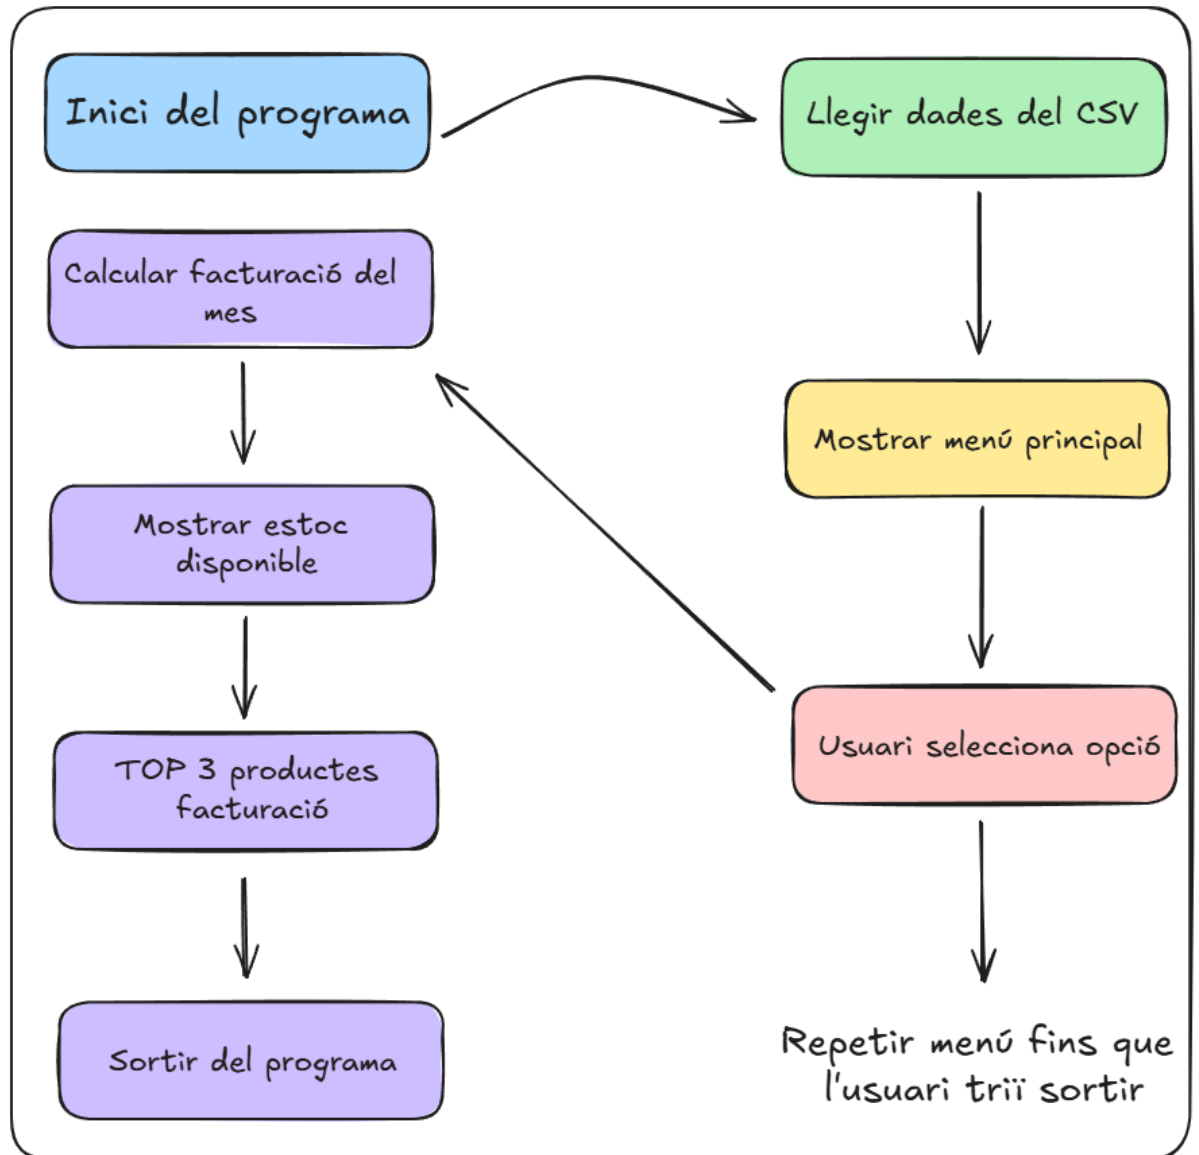 Inici del programa
Llegir dades del CSV
Calcular facturació del
mes
Mostrar menú principal
Mostrar estoc
disponible
Usuari selecciona opció
TOP 3 productes
facturació
Sortir del programa
Repetir menú fins que
l'usuari triï sortir